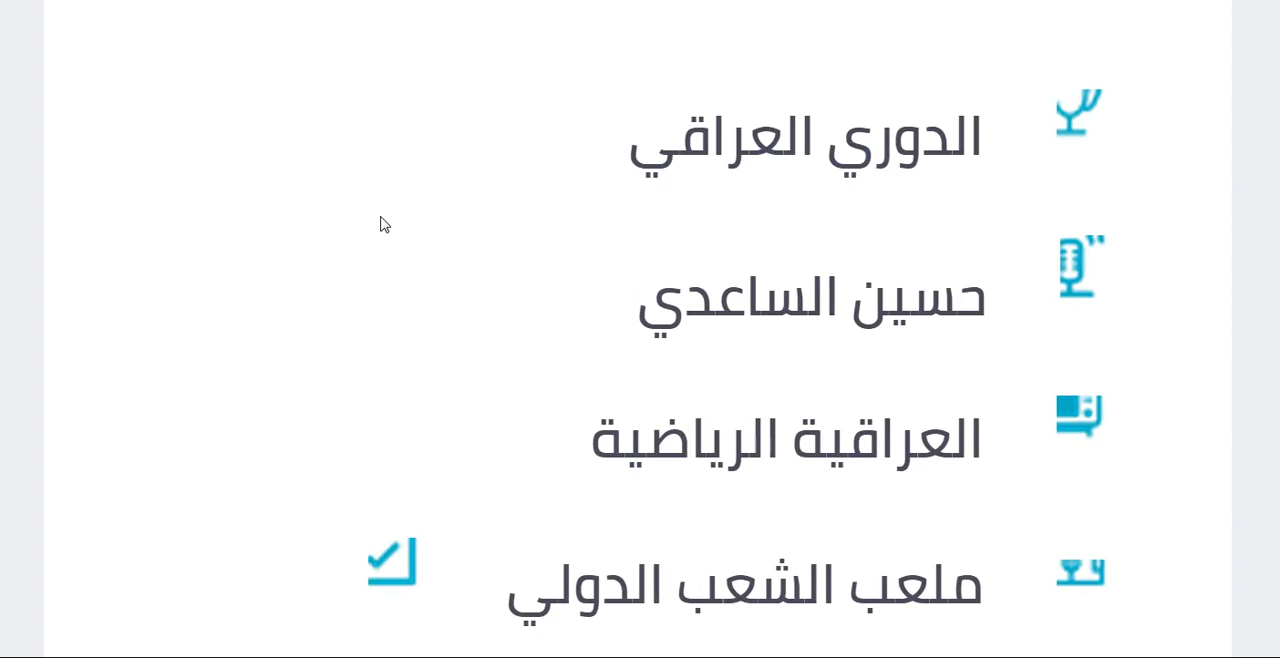 الدوري العراقي
حسين الساعدي
العراقية الرياضية
ملعب الشعب الدولي